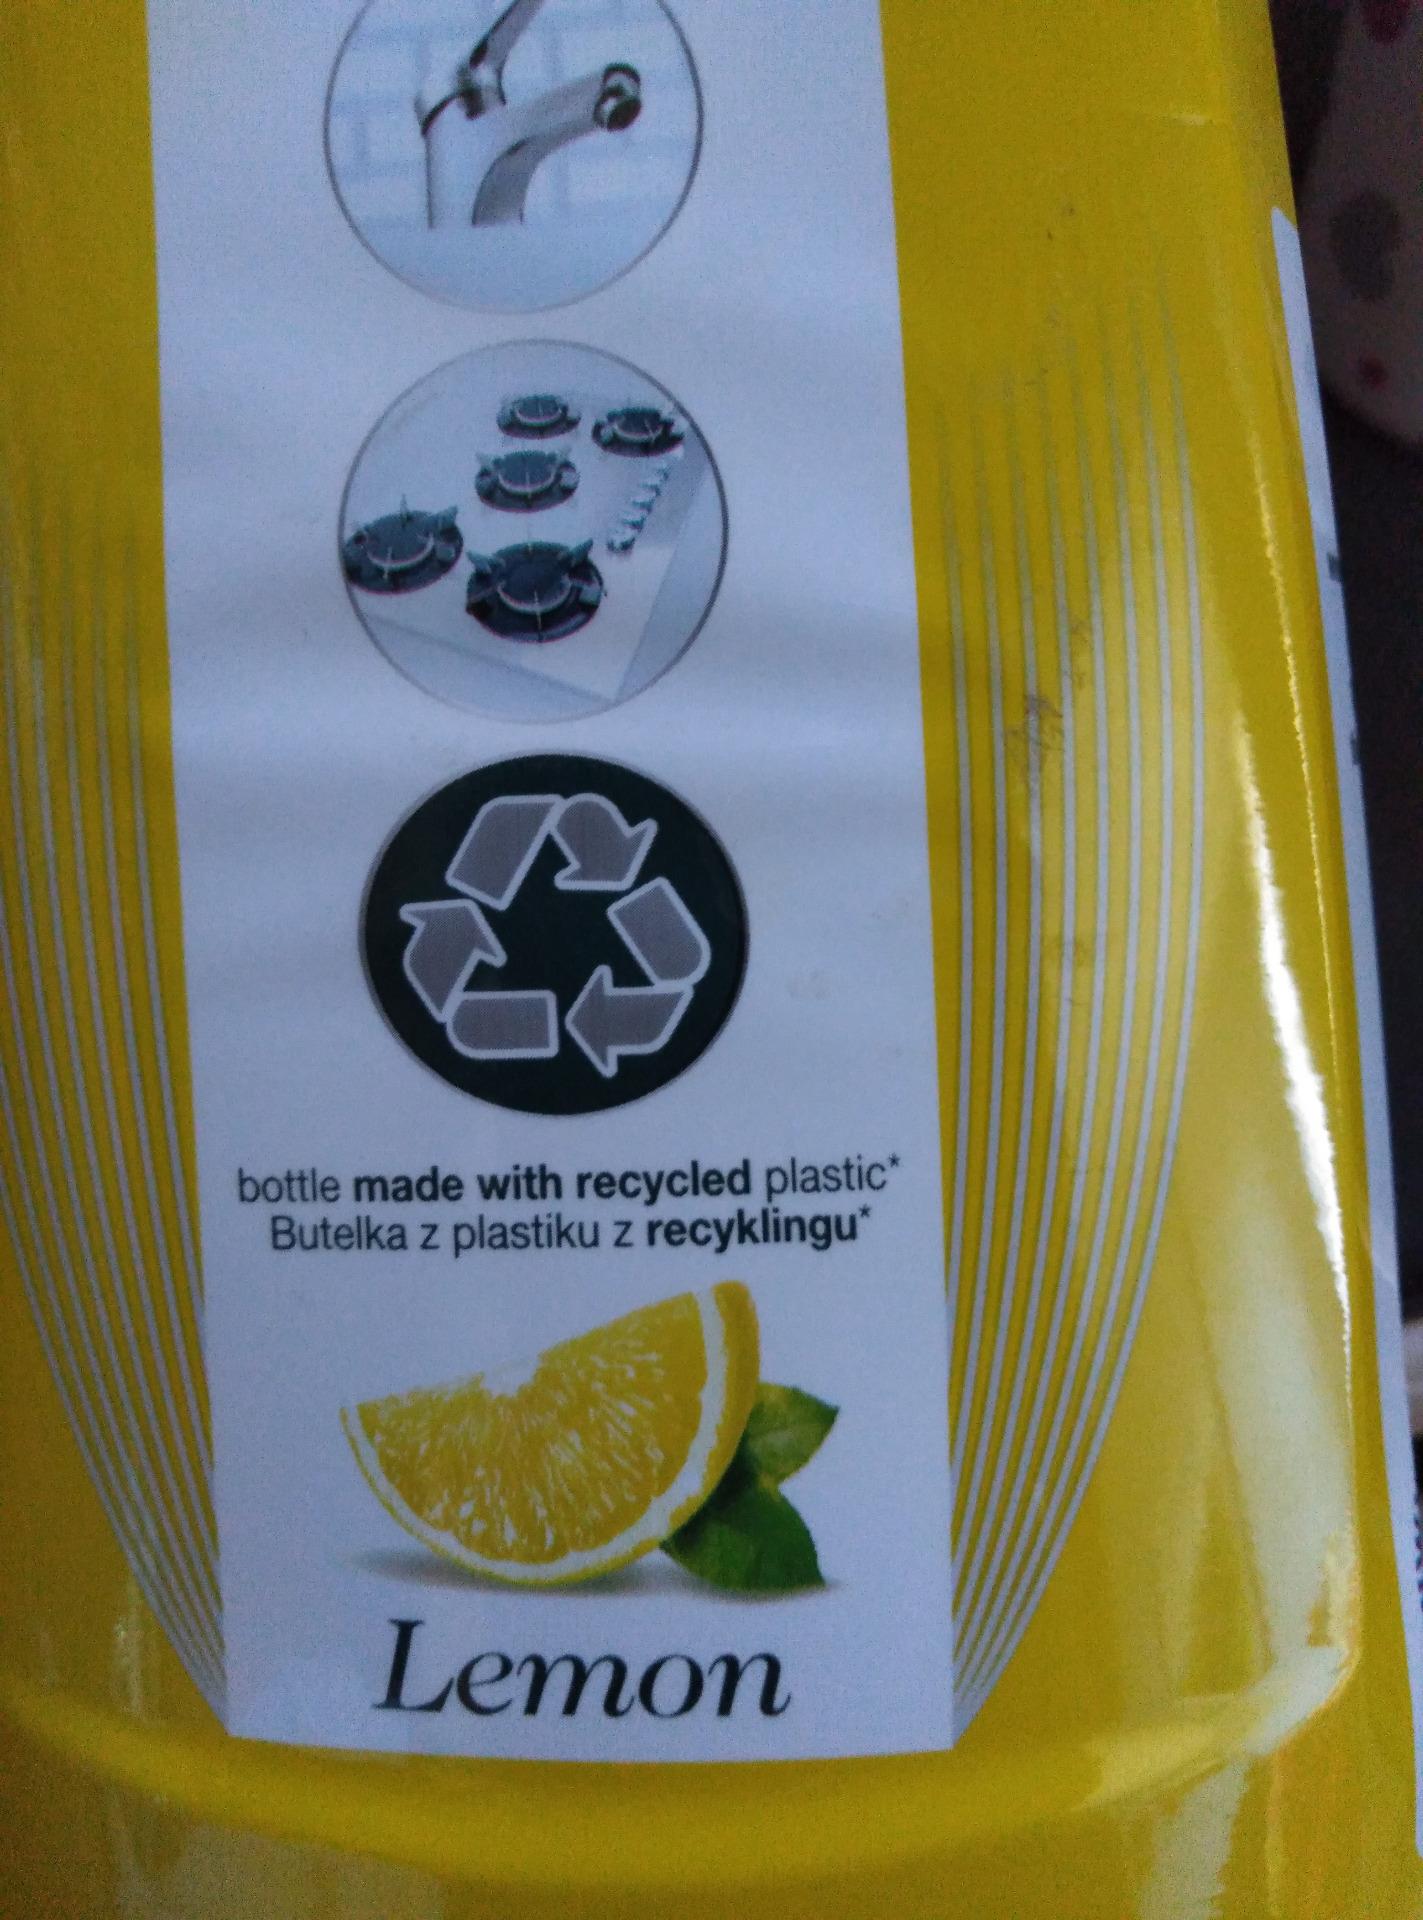 bottle made with recycled plastic*
Butelka z plastiku z recyklingu*
Lemon